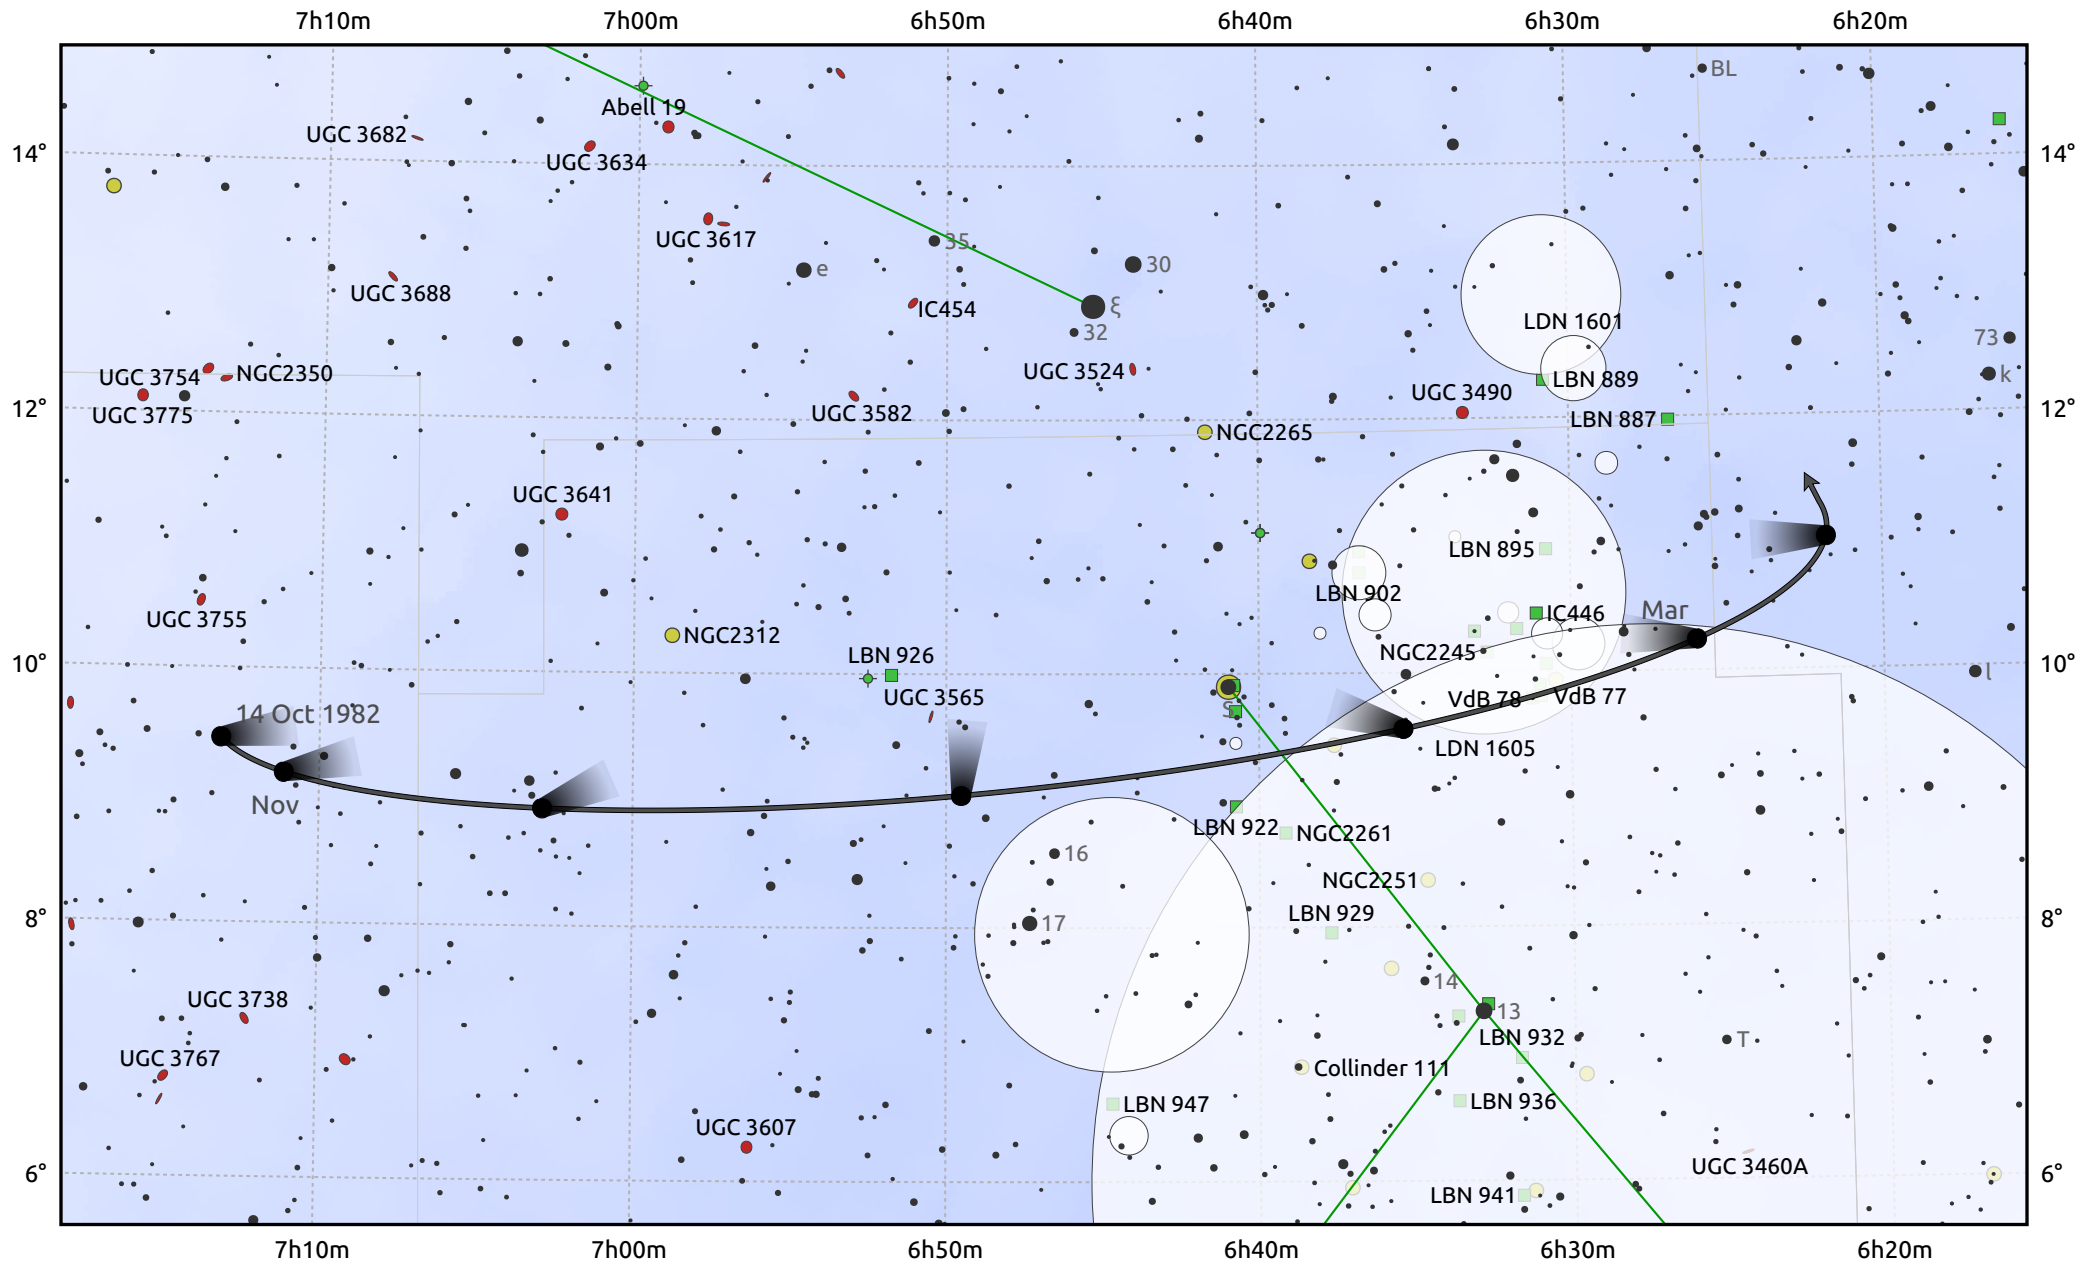 7h10m 7h00m 6h50m 6h40m 6h30m 6h20m
BL
Abell 19
UGC 3682
14° 14°
UGC 3634
UGC 3617
35
30
e
UGC 3688
ξ
IC454
LDN 1601
32
73
UGC 3524
k
UGC 3754 NGC2350
LBN 889
UGC 3490
12° 12°
UGC 3775
UGC 3582
LBN 887
NGC2265
UGC 3641
LBN 895
LBN 902
Mar
IC446
UGC 3755
NGC2312
NGC2245
LBN 926
10° 10°
l
UGC 3565
VdB 78 VdB 77
S
14 Oct 1982
LDN 1605
Nov
LBN 922 NGC2261
16
NGC2251
LBN 929
8° 8°
17
14
UGC 3738
13
LBN 932
T
UGC 3767
Collinder 111
LBN 947
LBN 936
UGC 3607
UGC 3460A
6° 6°
LBN 941
7h10m 7h00m 6h50m 6h40m 6h30m 6h20m